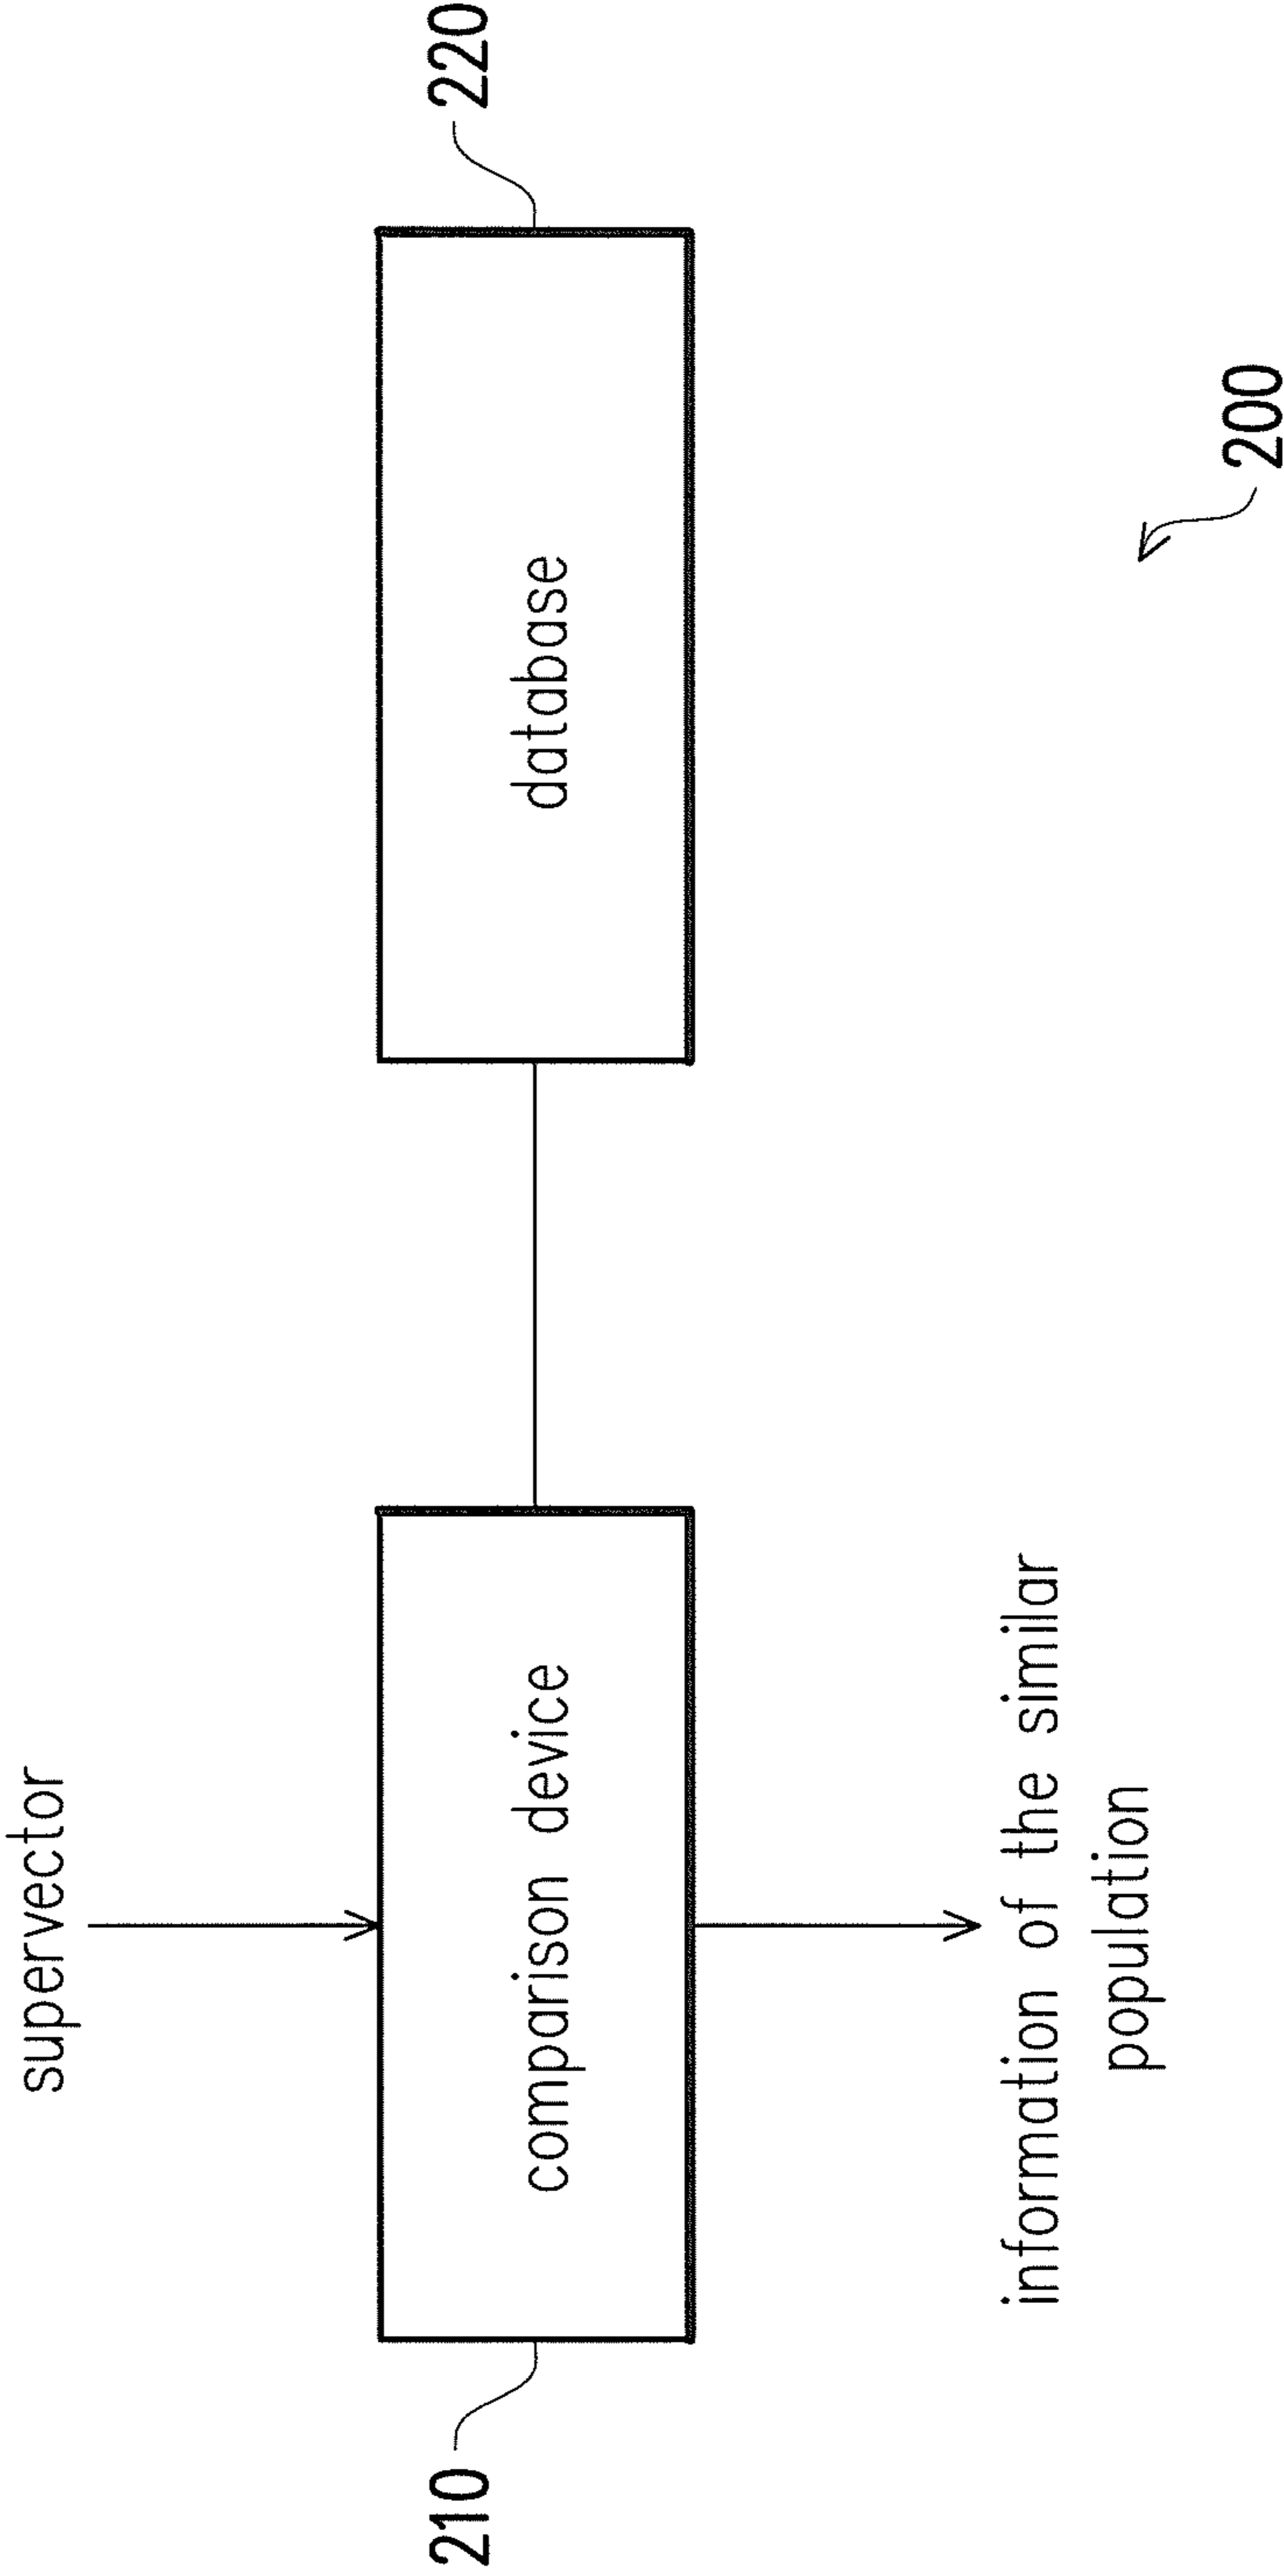 supervector
comparison device
database
210
220
information of the similar
population
200